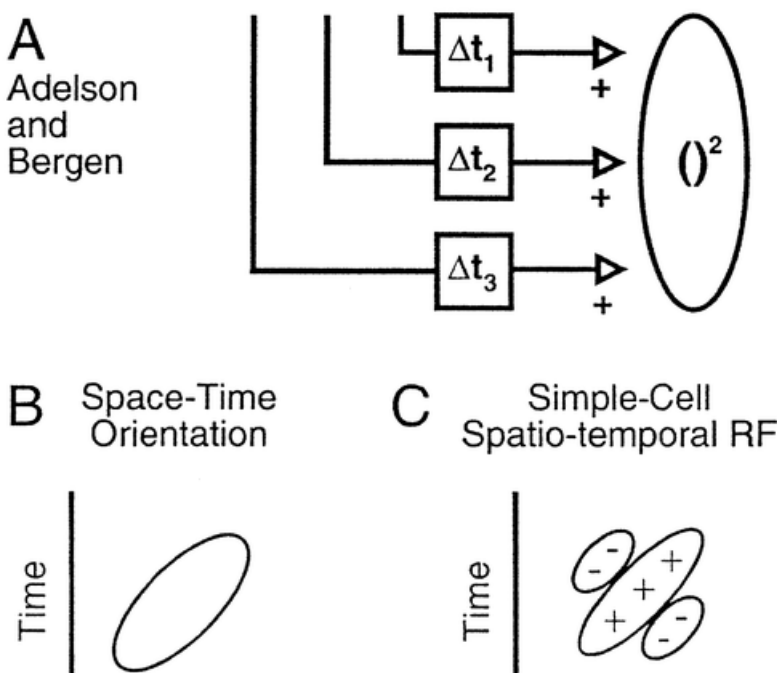 A
Adelson
and
Bergen
Δt₁
+
Δt₂
+
Δt₃
+
()²
B Space-Time
Orientation
Time
C Simple-Cell
Spatio-temporal RF
Time
- -
- +
+
+ -
- -